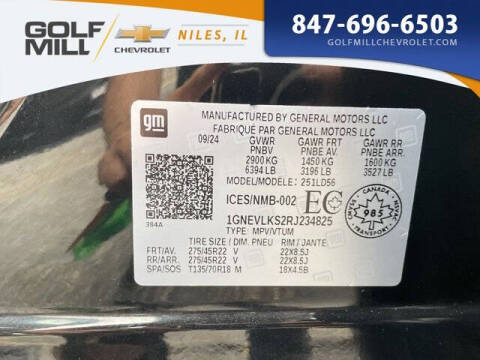 GOLF
MILL
CHEVROLET
NILES, IL
847-696-6503
GOLFMILLCHEVROLET.COM
gm
MANUFACTURED BY GENERAL MOTORS LLC
FABRIQUE PAR GENERAL MOTORS LLC
09/24 GVWR GAWR FRT GAWR RR
PNBV PNBE AV. PNBE ARR.
2900 KG 1450 KG 1600 KG
6394 LB 3196 LB 3527 LB
MODEL/MODELE: 251LD56
ICES/NMB-002 EC
1GNEVLKS2RJ234825
TYPE: MPV/VTUM
384A
CANADA
985
TRANSPORT
TIRE SIZE / DIM. PNEU RIM / JANTE
FRT/AV. 275/45R22 V 22X8.5J
RR/ARR. 275/45R22 V 22X8.5J
SPA/SOS T135/70R18 M 18X4.5B